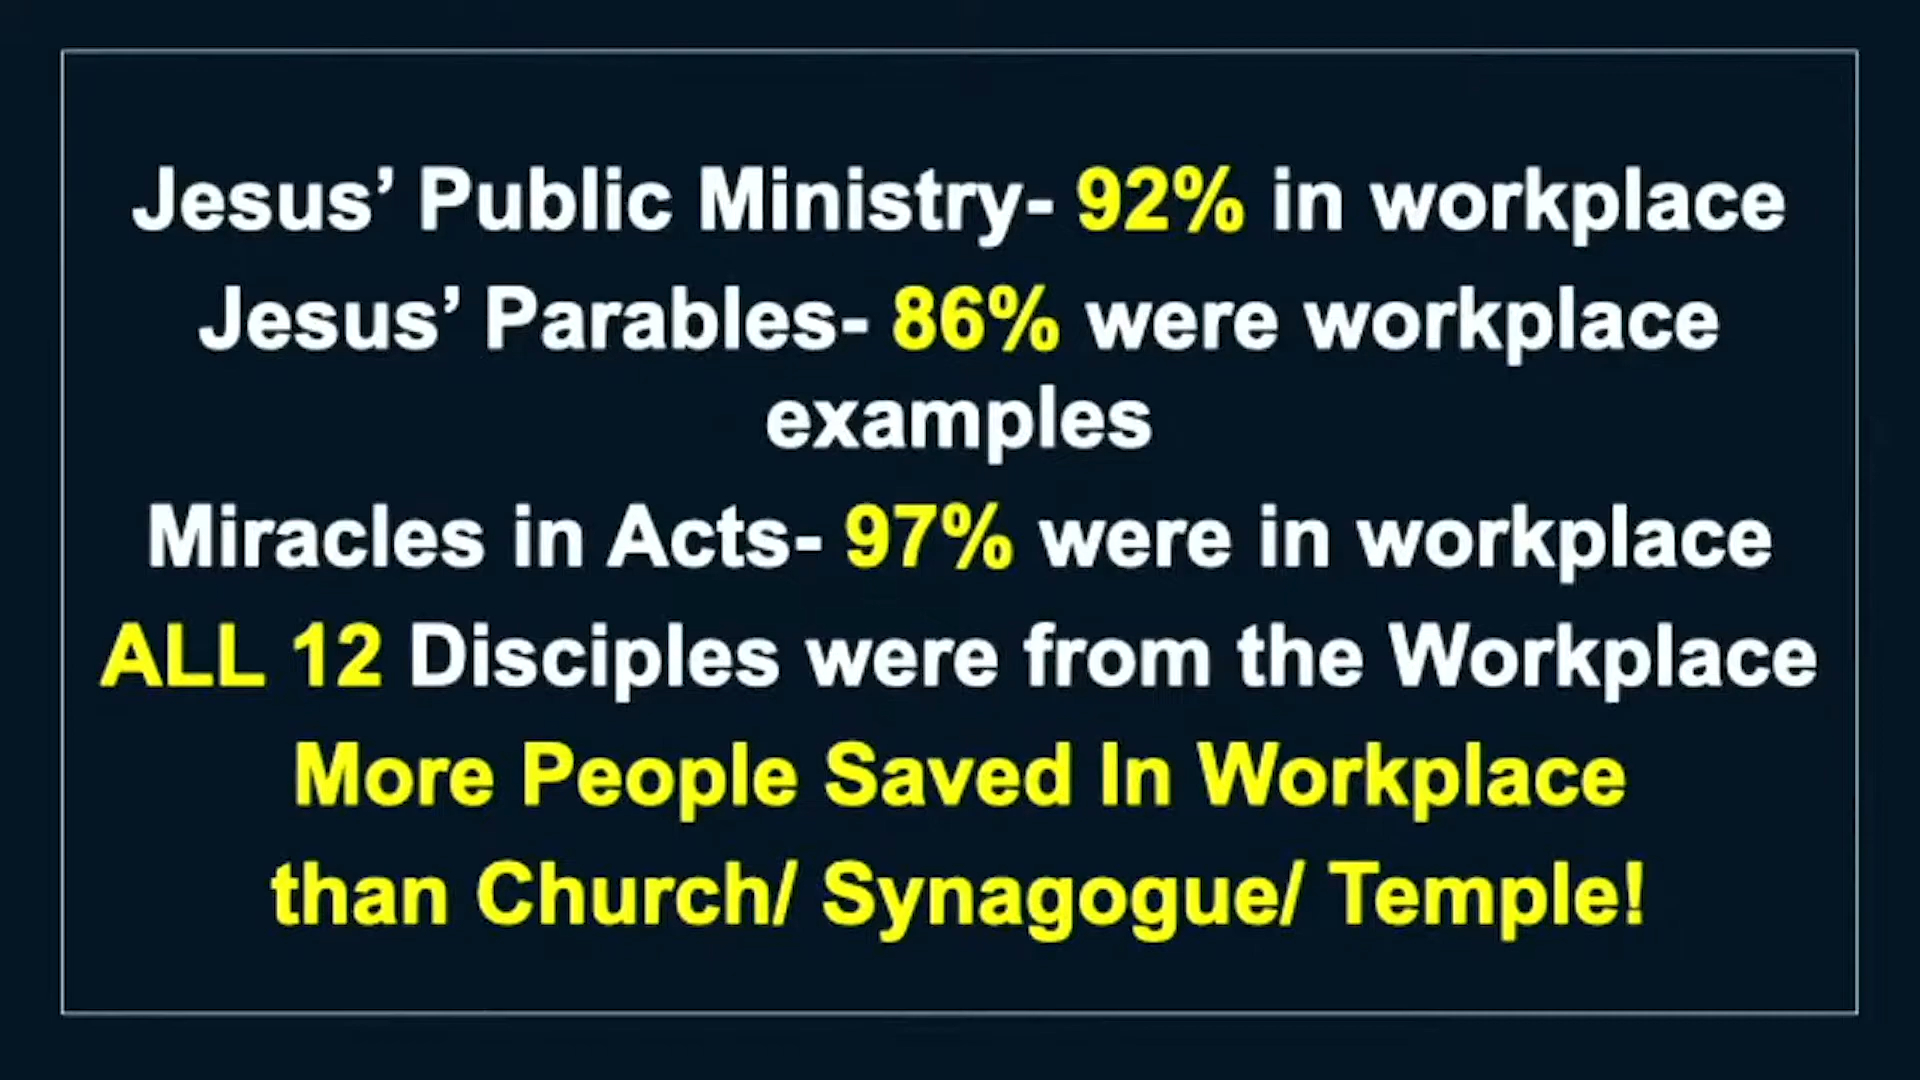 Jesus’ Public Ministry- 92% in workplace
Jesus’ Parables- 86% were workplace
examples
Miracles in Acts- 97% were in workplace
ALL 12 Disciples were from the Workplace
More People Saved In Workplace
than Church/ Synagogue/ Temple!